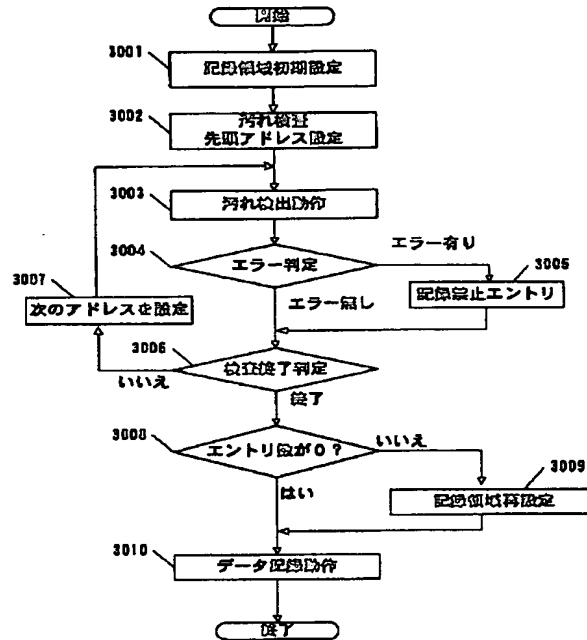 開始
3001
記録領域初期設定
3002
汚れ検査
先頭アドレス設定
3003
汚れ検出動作
3004
エラー判定
エラー有り
3005
記録禁止エントリ
エラー無し
3007
次のアドレスを設定
3006
検査終了判定
いいえ
終了
3008
エントリ数が0？
いいえ
はい
3009
記録領域再設定
3010
データ記録動作
終了